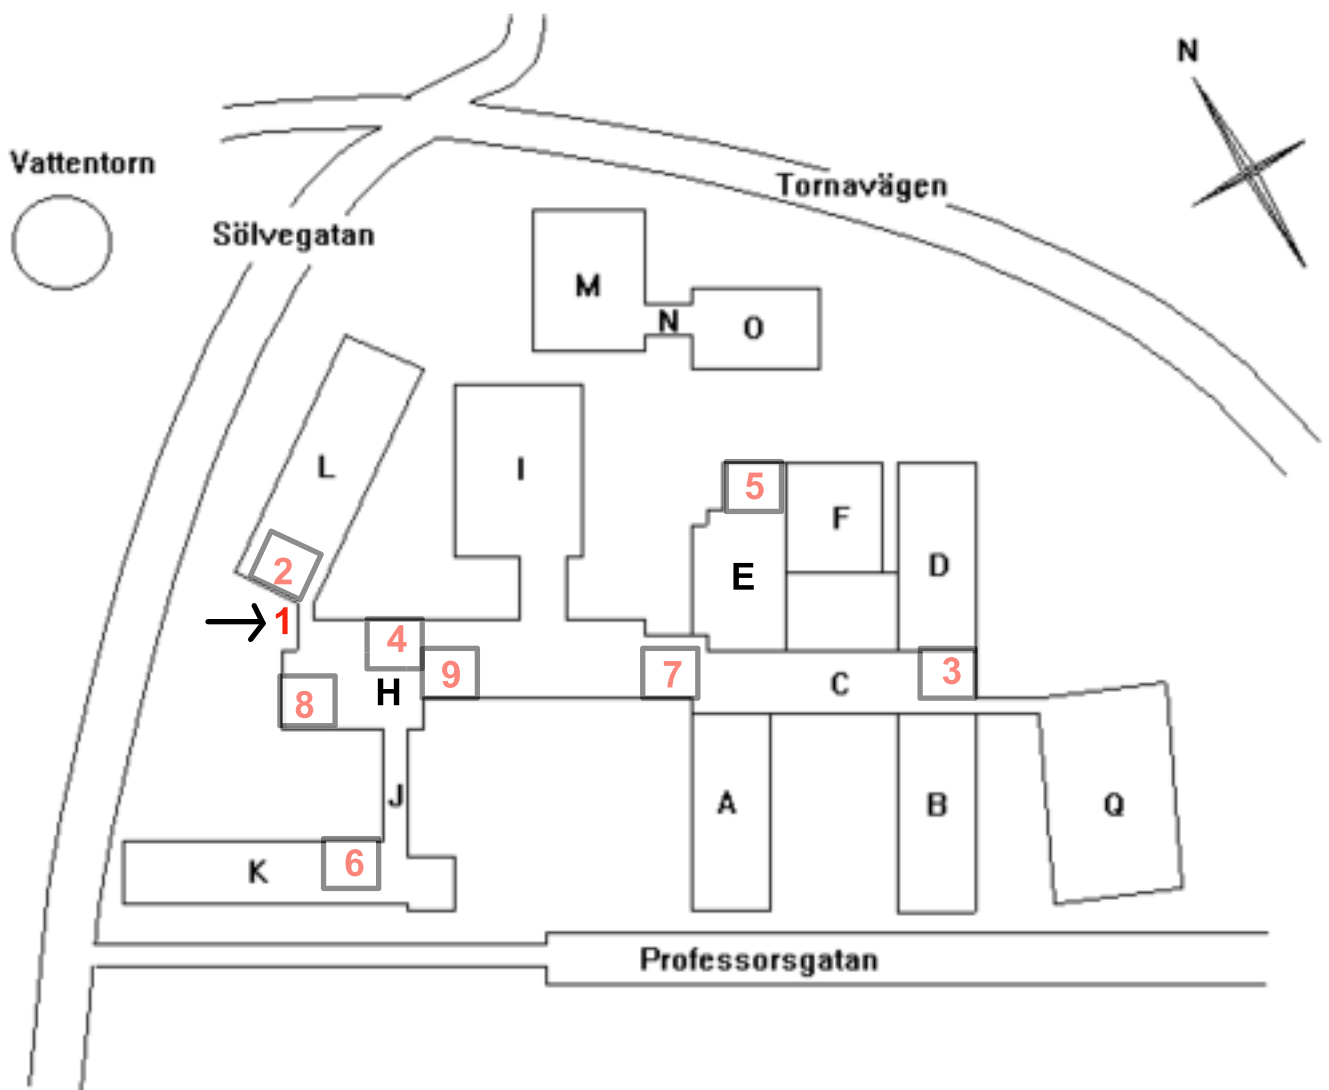 N
Vattentorn
Tornavägen
Sölvegatan
M
N
O
L
I
5
F
E
D
2
1
4
9
7
3
8
H
C
J
A
B
Q
K
6
Professorsgatan